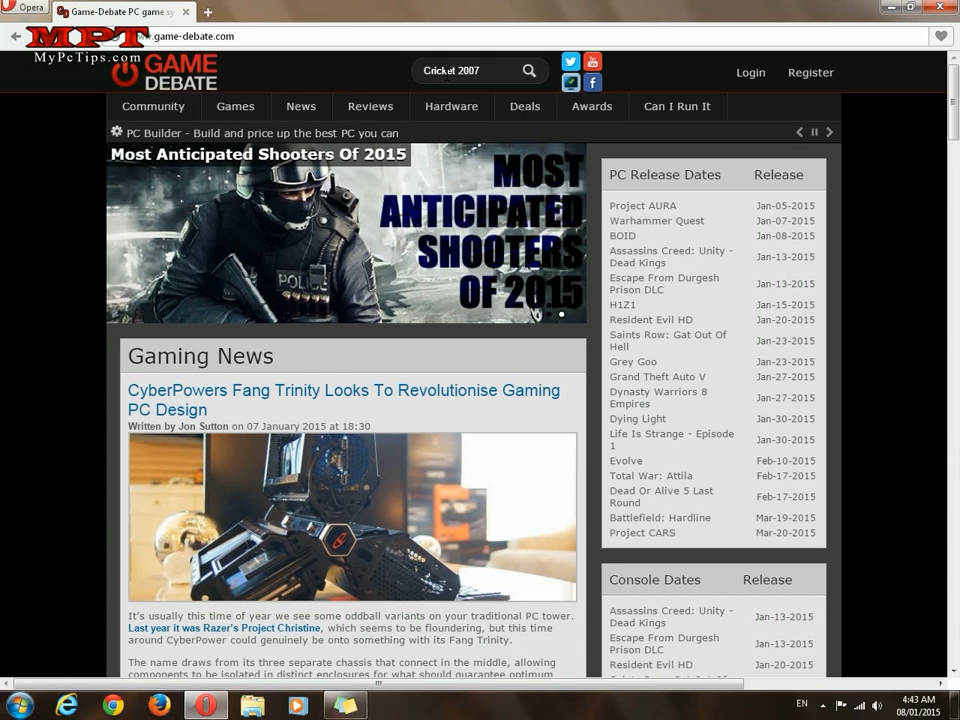 Opera
Game-Debate PC game sy
MPT
w.game-debate.com
MyPcTips.com
GAME
DEBATE
Cricket 2007
You
Tube
Login
Register
Community
Games
News
Reviews
Hardware
Deals
Awards
Can I Run It
PC Builder - Build and price up the best PC you can
Most Anticipated Shooters Of 2015
MOST
ANTICIPATED
SHOOTERS
OF 2015
POLICE
PC Release Dates Release
Project AURA Jan-05-2015
Warhammer Quest Jan-07-2015
BOID Jan-08-2015
Assassins Creed: Unity -
Dead Kings Jan-13-2015
Escape From Durgesh
Prison DLC Jan-13-2015
H1Z1 Jan-15-2015
Resident Evil HD Jan-20-2015
Saints Row: Gat Out Of
Hell Jan-23-2015
Grey Goo Jan-23-2015
Grand Theft Auto V Jan-27-2015
Dynasty Warriors 8
Empires Jan-27-2015
Dying Light Jan-30-2015
Life Is Strange - Episode
1 Jan-30-2015
Evolve Feb-10-2015
Total War: Attila Feb-17-2015
Dead Or Alive 5 Last
Round Feb-17-2015
Battlefield: Hardline Mar-19-2015
Project CARS Mar-20-2015
Gaming News
CyberPowers Fang Trinity Looks To Revolutionise Gaming
PC Design
Written by Jon Sutton on 07 January 2015 at 18:30
It's usually this time of year we see some oddball variants on your traditional PC tower.
Last year it was Razer's Project Christine, which seems to be floundering, but this time
around CyberPower could genuinely be onto something with its Fang Trinity.
The name draws from its three separate chassis that connect in the middle, allowing
components to be isolated in distinct enclosures for what should guarantee optimum
Console Dates Release
Assassins Creed: Unity -
Dead Kings Jan-13-2015
Escape From Durgesh
Prison DLC Jan-13-2015
Resident Evil HD Jan-20-2015
EN
4:43 AM
08/01/2015